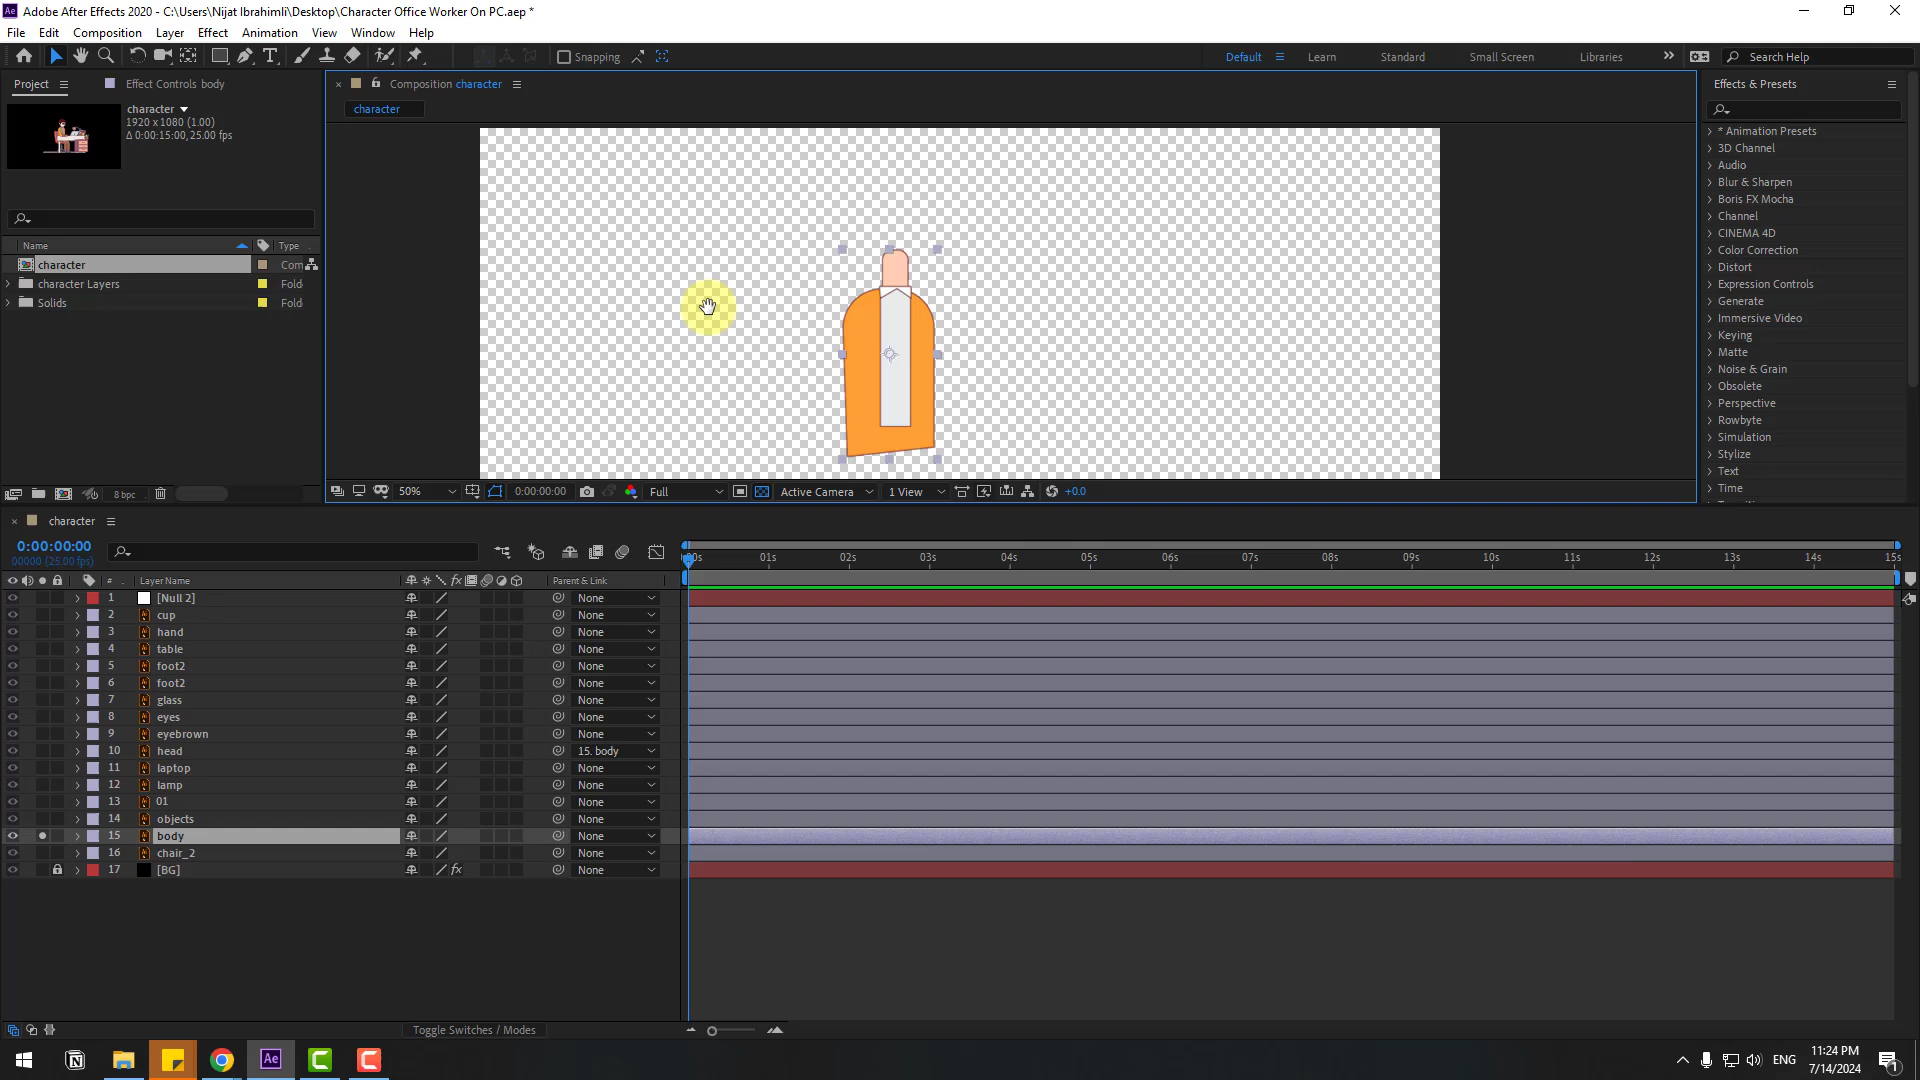 Adobe After Effects 2020 - C:\Users\Nijat Ibrahimli\Desktop\Character Office Worker On PC.aep *
File Edit Composition Layer Effect Animation View Window Help
Snapping Default Learn Standard Small Screen Libraries Search Help
Project Effect Controls body Composition character Effects & Presets
character
1920 x 1080 (1.00)
Δ 0:00:15:00, 25.00 fps
character
Name Type
character Com
character Layers Fold
Solids Fold
* Animation Presets
3D Channel
Audio
Blur & Sharpen
Boris FX Mocha
Channel
CINEMA 4D
Color Correction
Distort
Expression Controls
Generate
Immersive Video
Keying
Matte
Noise & Grain
Obsolete
Perspective
Rowbyte
Simulation
Stylize
Text
Time
8 bpc 50% 0:00:00:00 Full Active Camera 1 View +0.0
character
0:00:00:00
00000 (25.00 fps)
00s 01s 02s 03s 04s 05s 06s 07s 08s 09s 10s 11s 12s 13s 14s 15s
# Layer Name fx Parent & Link
1 [Null 2] None
2 cup None
3 hand None
4 table None
5 foot2 None
6 foot2 None
7 glass None
8 eyes None
9 eyebrown None
10 head 15. body
11 laptop None
12 lamp None
13 01 None
14 objects None
15 body None
16 chair_2 None
17 [BG] fx None
Toggle Switches / Modes
ENG 11:24 PM
7/14/2024